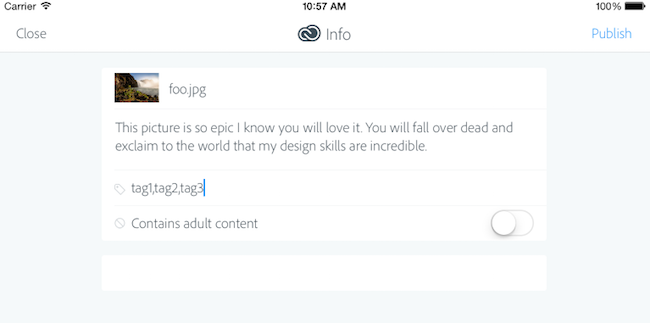 Carrier 10:57 AM 100%
Close Info Publish
foo.jpg
This picture is so epic I know you will love it. You will fall over dead and
exclaim to the world that my design skills are incredible.
tag1,tag2,tag3
Contains adult content